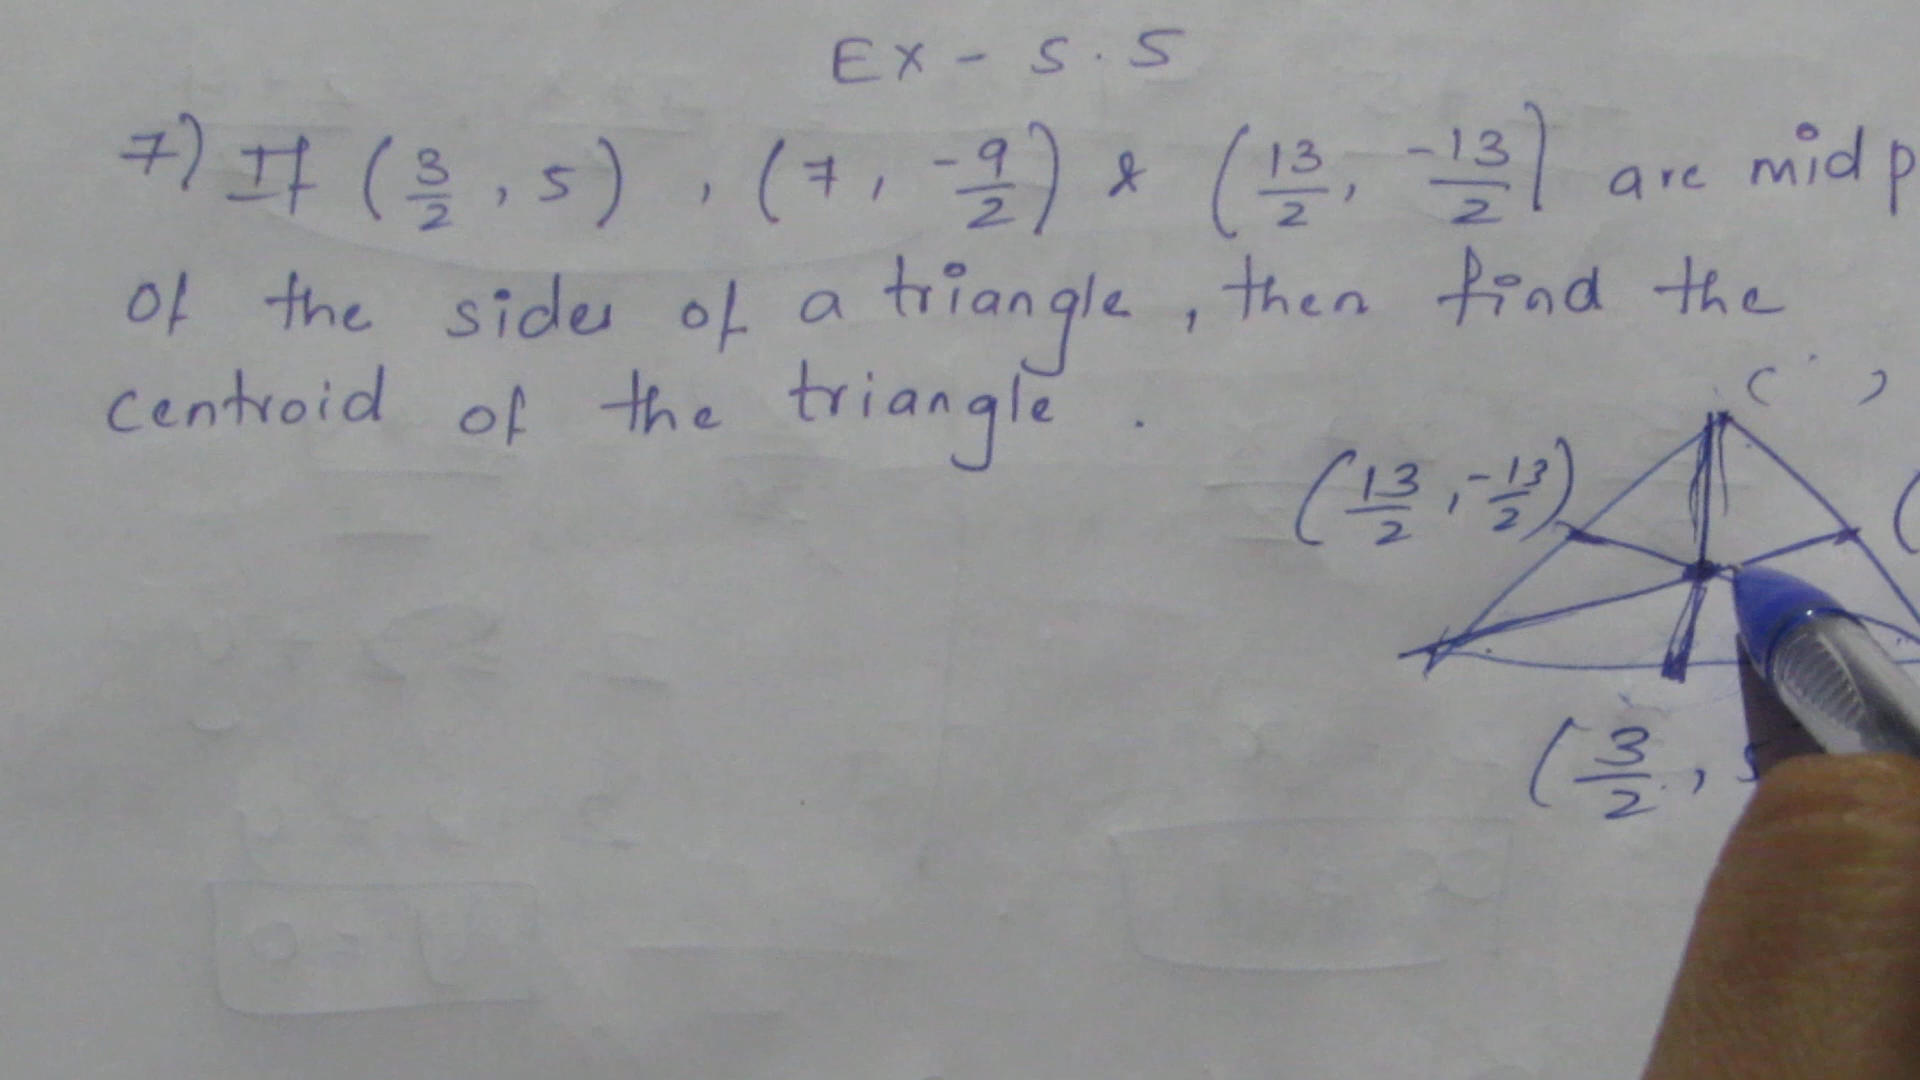 Ex - 5.5
7) If (3/2, 5), (7, -9/2) & (13/2, -13/2) are mid p
of the sides of a triangle, then find the
centroid of the triangle.
( , )
(13/2, -13/2)
(
(3/2, 5